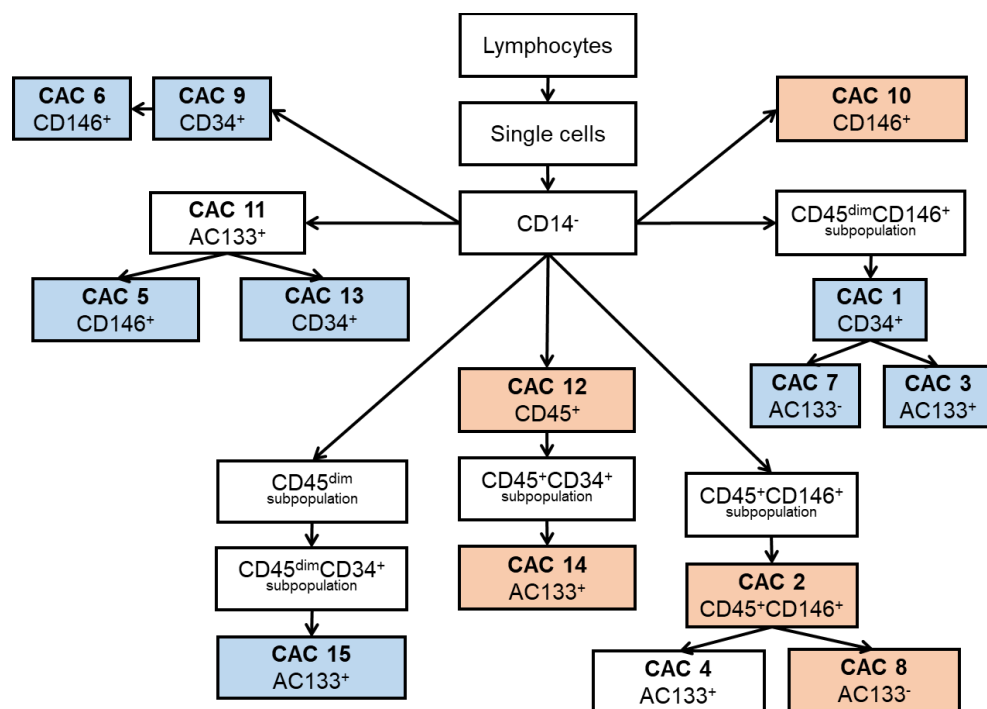 Lymphocytes
CAC 6
CD146⁺
CAC 9
CD34⁺
Single cells
CAC 10
CD146⁺
CAC 11
AC133⁺
CD14⁻
CD45ᵈⁱᵐCD146⁺
subpopulation
CAC 5
CD146⁺
CAC 13
CD34⁺
CAC 1
CD34⁺
CAC 12
CD45⁺
CAC 7
AC133⁻
CAC 3
AC133⁺
CD45ᵈⁱᵐ
subpopulation
CD45⁺CD34⁺
subpopulation
CD45⁺CD146⁺
subpopulation
CD45ᵈⁱᵐCD34⁺
subpopulation
CAC 14
AC133⁺
CAC 2
CD45⁺CD146⁺
CAC 15
AC133⁺
CAC 4
AC133⁺
CAC 8
AC133⁻